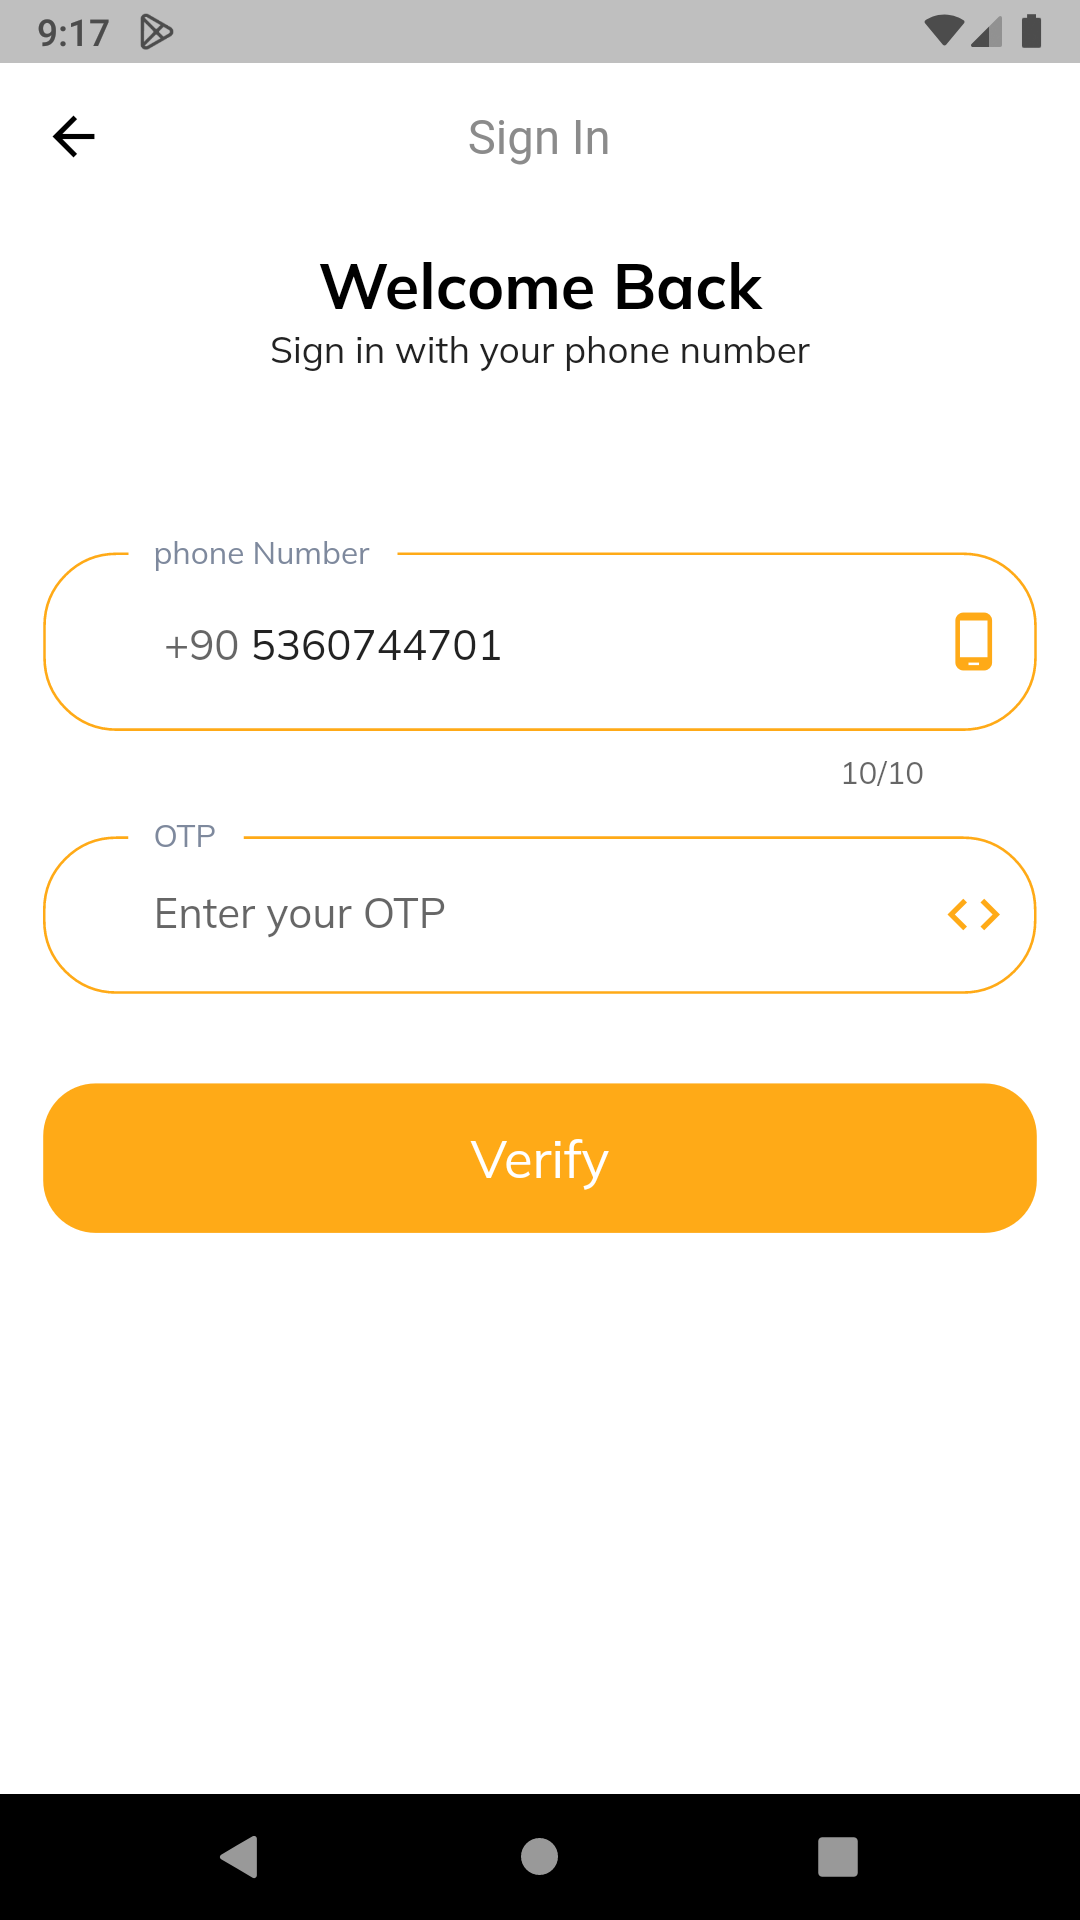 9:17
Sign In
Welcome Back
Sign in with your phone number
phone Number
+90 5360744701
10/10
OTP
Enter your OTP
Verify